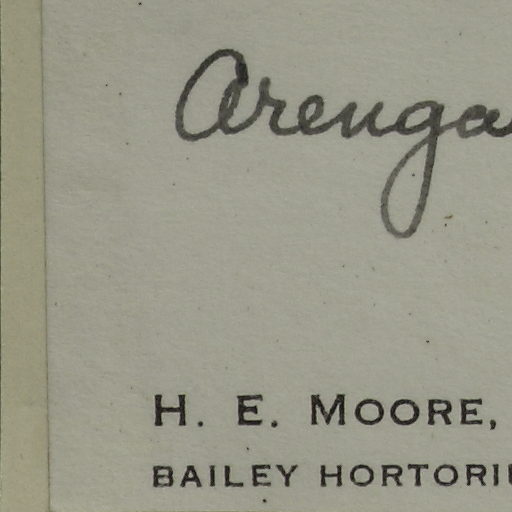 Arenga
H. E. MOORE,
BAILEY HORTORI